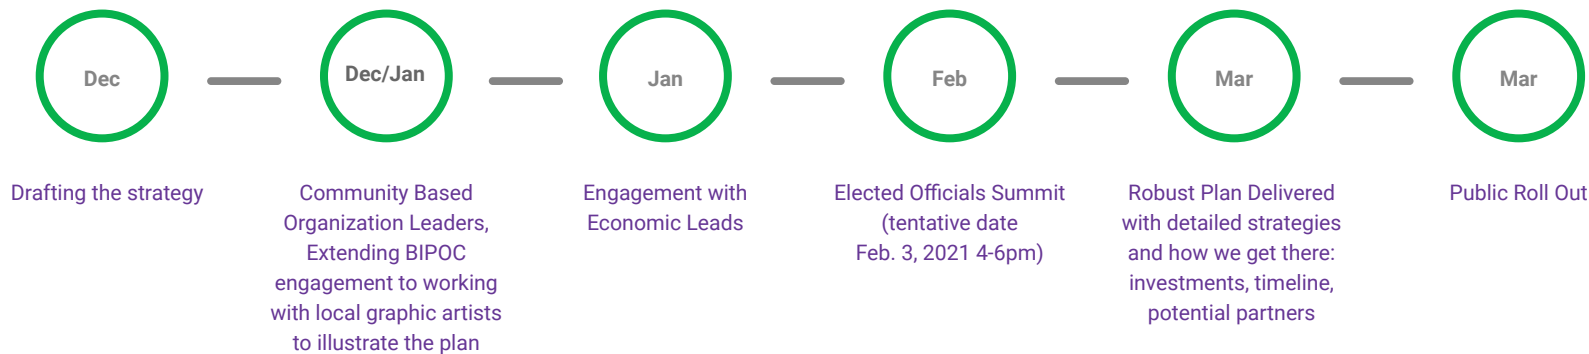 Dec
Dec/Jan
Jan
Feb
Mar
Mar
Drafting the strategy
Community Based
Organization Leaders,
Extending BIPOC
engagement to working
with local graphic artists
to illustrate the plan
Engagement with
Economic Leads
Elected Officials Summit
(tentative date
Feb. 3, 2021 4-6pm)
Robust Plan Delivered
with detailed strategies
and how we get there:
investments, timeline,
potential partners
Public Roll Out